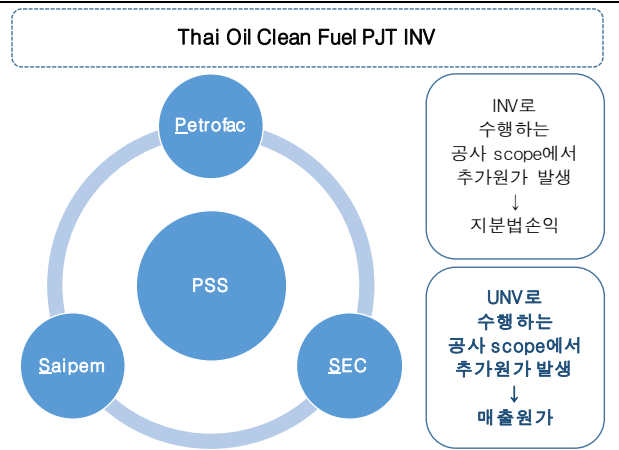 Thai Oil Clean Fuel PJT INV
Petrofac
PSS
Saipem
SEC
INV로
수행하는
공사 scope에서
추가원가 발생
↓
지분법손익
UNV로
수행하는
공사 scope에서
추가원가 발생
↓
매출원가